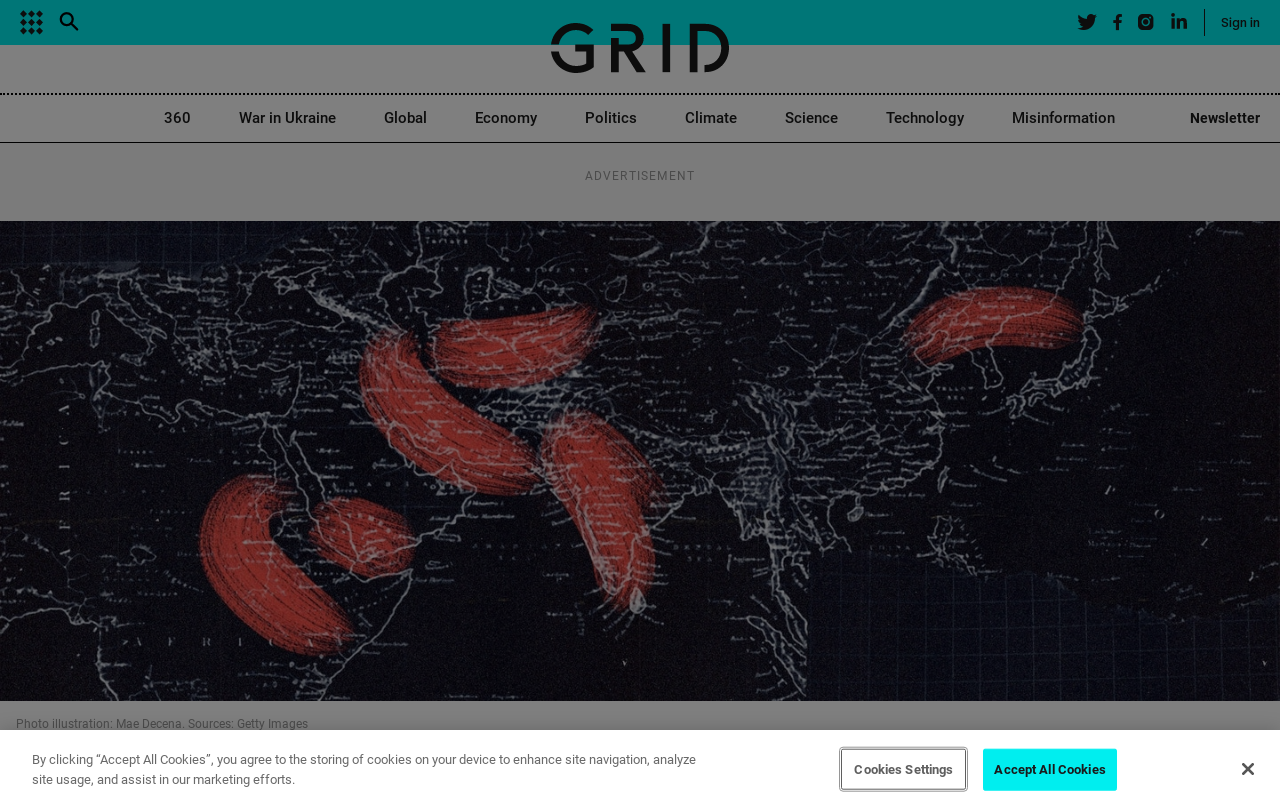 GRID
Sign in
360
War in Ukraine
Global
Economy
Politics
Climate
Science
Technology
Misinformation
Newsletter
ADVERTISEMENT
Photo illustration: Mae Decena. Sources: Getty Images
By clicking “Accept All Cookies”, you agree to the storing of cookies on your device to enhance site navigation, analyze
site usage, and assist in our marketing efforts.
Cookies Settings
Accept All Cookies